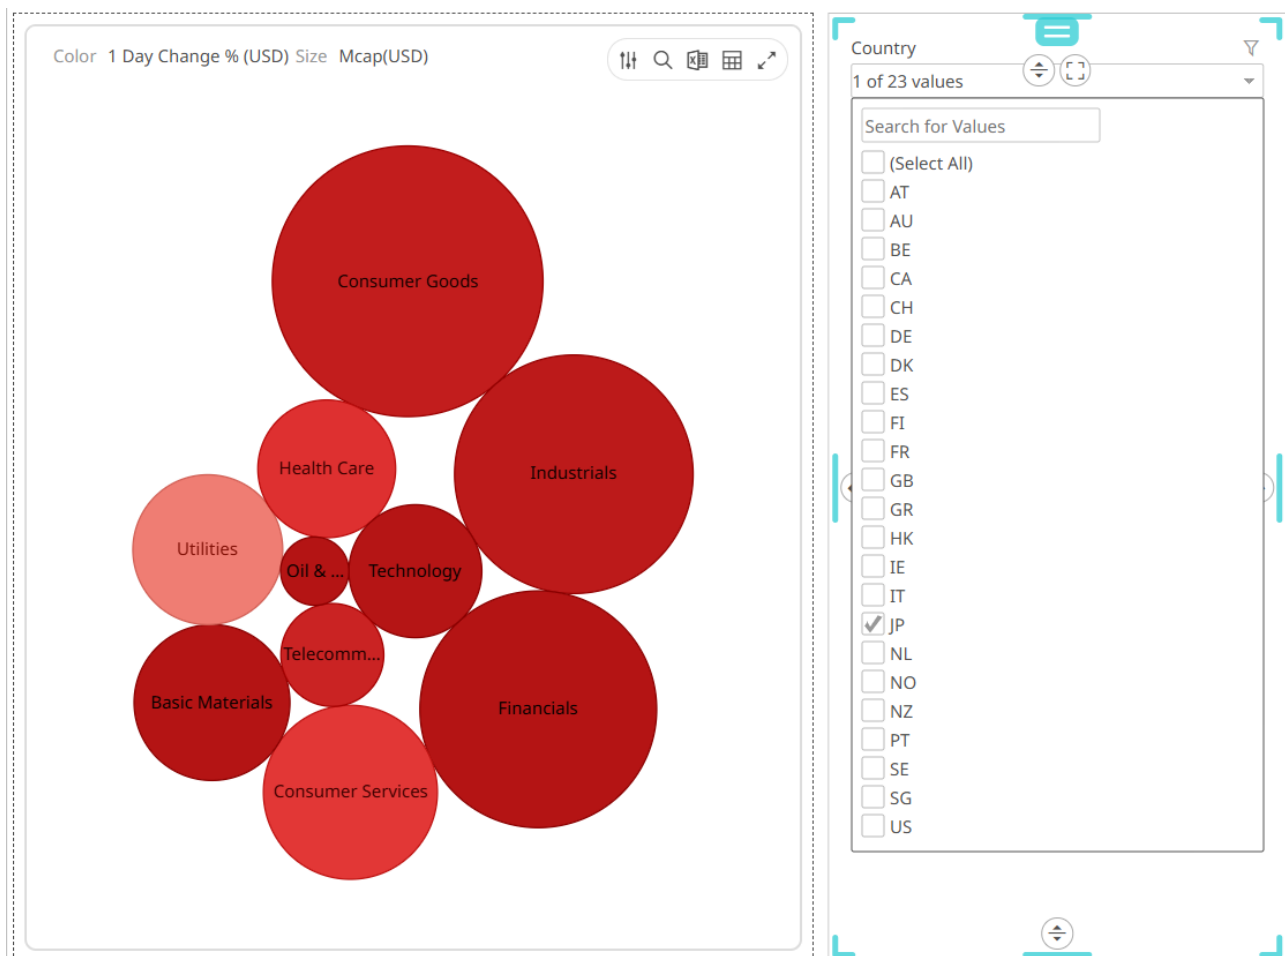 Color 1 Day Change % (USD) Size Mcap(USD)
Consumer Goods
Health Care
Industrials
Utilities
Oil & ...
Technology
Telecomm...
Basic Materials
Financials
Consumer Services
Country
1 of 23 values
Search for Values
(Select All)
AT
AU
BE
CA
CH
DE
DK
ES
FI
FR
GB
GR
HK
IE
IT
JP
NL
NO
NZ
PT
SE
SG
US